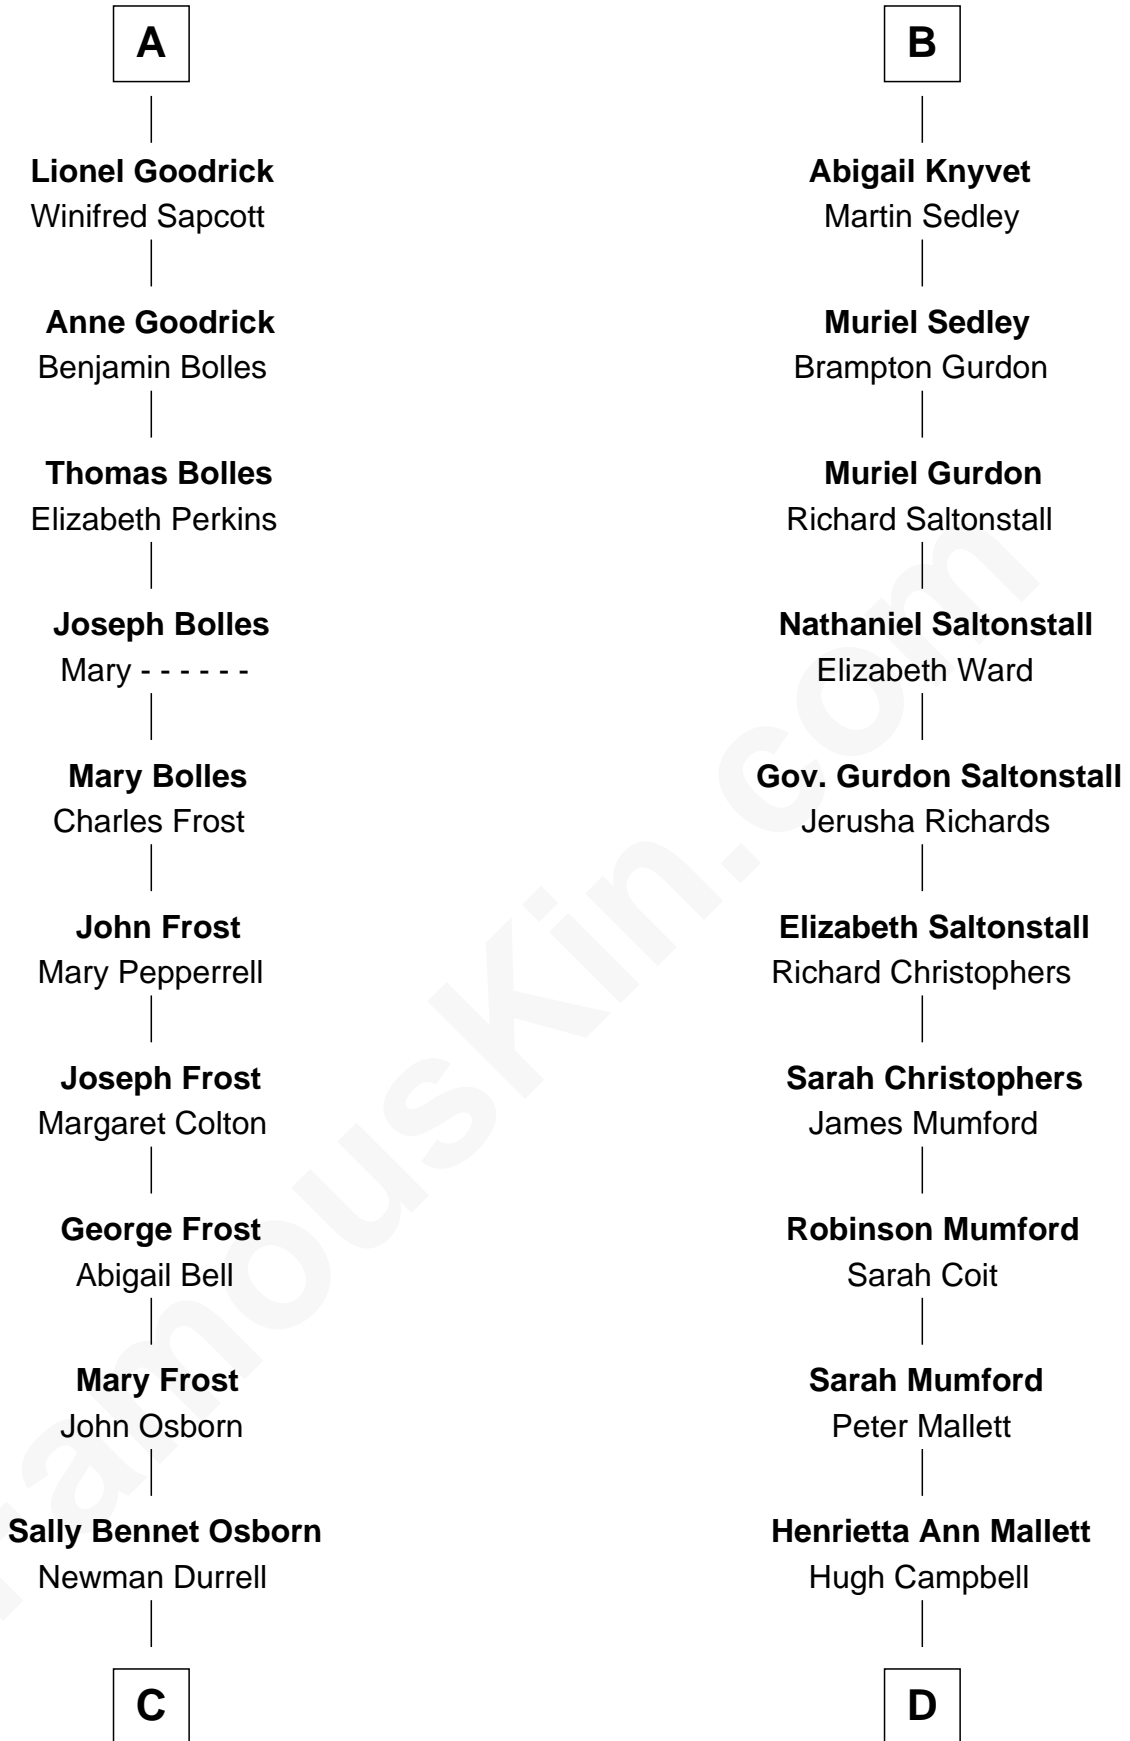 A
Lionel Goodrick
Winifred Sapcott
Anne Goodrick
Benjamin Bolles
Thomas Bolles
Elizabeth Perkins
Joseph Bolles
Mary - - - - - -
Mary Bolles
Charles Frost
John Frost
Mary Pepperrell
Joseph Frost
Margaret Colton
George Frost
Abigail Bell
Mary Frost
John Osborn
Sally Bennet Osborn
Newman Durrell
C
B
Abigail Knyvet
Martin Sedley
Muriel Sedley
Brampton Gurdon
Muriel Gurdon
Richard Saltonstall
Nathaniel Saltonstall
Elizabeth Ward
Gov. Gurdon Saltonstall
Jerusha Richards
Elizabeth Saltonstall
Richard Christophers
Sarah Christophers
James Mumford
Robinson Mumford
Sarah Coit
Sarah Mumford
Peter Mallett
Henrietta Ann Mallett
Hugh Campbell
D
FamousKin.com